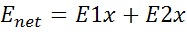 E_net = E1x + E2x